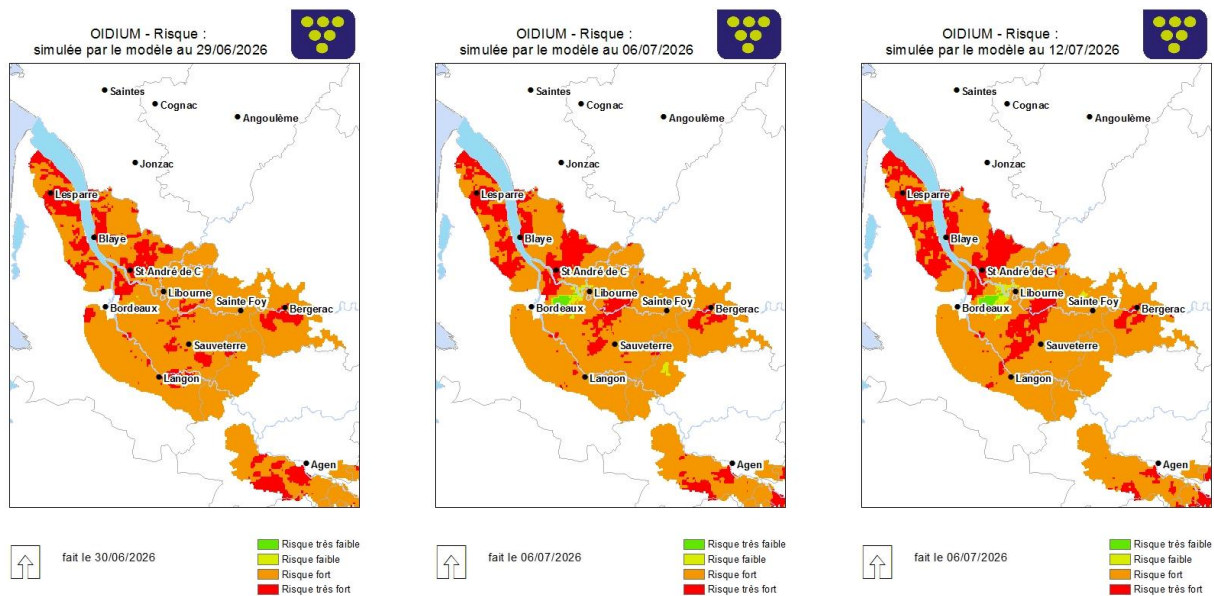 OIDIUM - Risque :
simulée par le modèle au 29/06/2026
Saintes
Cognac
Angoulème
Jonzac
Lesparre
Blaye
St André de C
Libourne
Sainte Foy
Bordeaux
Bergerac
Sauveterre
Langon
Agen
fait le 30/06/2026
Risque très faible
Risque faible
Risque fort
Risque très fort
OIDIUM - Risque :
simulée par le modèle au 06/07/2026
Saintes
Cognac
Angoulème
Jonzac
Lesparre
Blaye
St André de C
Libourne
Sainte Foy
Bordeaux
Bergerac
Sauveterre
Langon
Agen
fait le 06/07/2026
Risque très faible
Risque faible
Risque fort
Risque très fort
OIDIUM - Risque :
simulée par le modèle au 12/07/2026
Saintes
Cognac
Angoulème
Jonzac
Lesparre
Blaye
St André de C
Libourne
Sainte Foy
Bordeaux
Bergerac
Sauveterre
Langon
Agen
fait le 06/07/2026
Risque très faible
Risque faible
Risque fort
Risque très fort